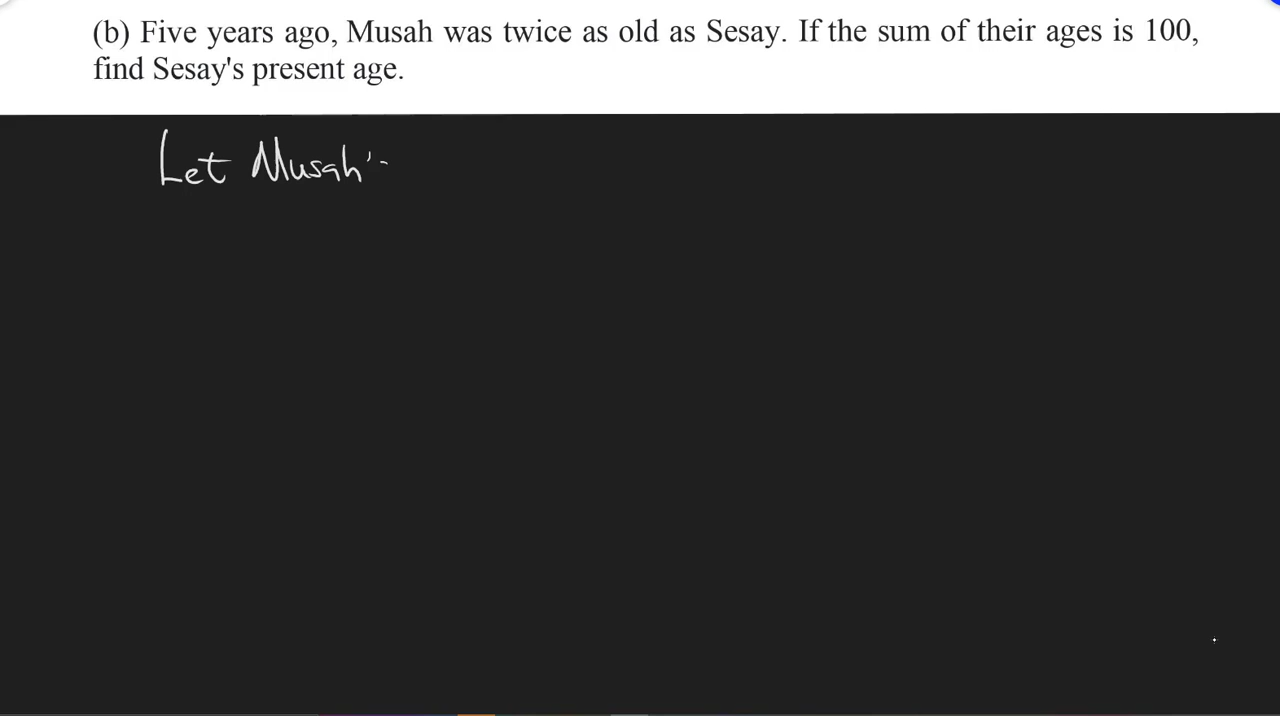 (b) Five years ago, Musah was twice as old as Sesay. If the sum of their ages is 100,
find Sesay's present age.
Let Musah'